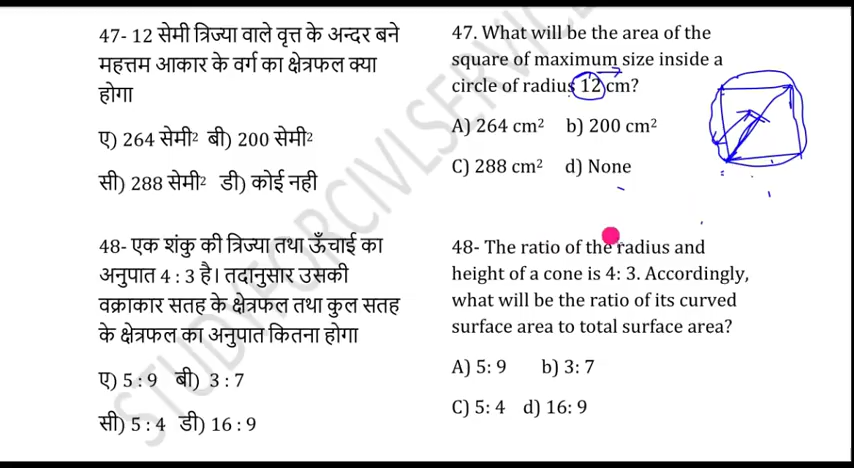 47- 12 सेमी त्रिज्या वाले वृत्त के अन्दर बने
महत्तम आकार के वर्ग का क्षेत्रफल क्या
होगा
ए) 264 सेमी² बी) 200 सेमी²
सी) 288 सेमी² डी) कोई नही
48- एक शंकु की त्रिज्या तथा ऊँचाई का
अनुपात 4 : 3 है। तदानुसार उसकी
वक्राकार सतह के क्षेत्रफल तथा कुल सतह
के क्षेत्रफल का अनुपात कितना होगा
ए) 5 : 9 बी) 3 : 7
सी) 5 : 4 डी) 16 : 9
47. What will be the area of the
square of maximum size inside a
circle of radius 12 cm?
A) 264 cm² b) 200 cm²
C) 288 cm² d) None
48- The ratio of the radius and
height of a cone is 4: 3. Accordingly,
what will be the ratio of its curved
surface area to total surface area?
A) 5: 9 b) 3: 7
C) 5: 4 d) 16: 9
STUDYFORCIVLSERVICES